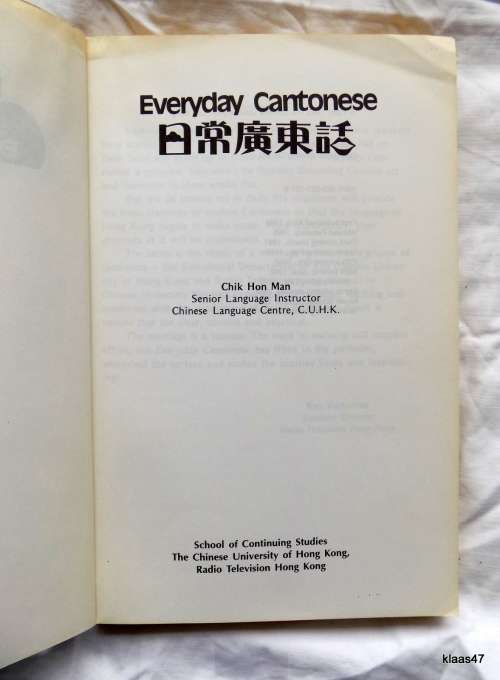 Everyday Cantonese
日常廣東話
Chik Hon Man
Senior Language Instructor
Chinese Language Centre, C.U.H.K.
School of Continuing Studies
The Chinese University of Hong Kong,
Radio Television Hong Kong
klaas47